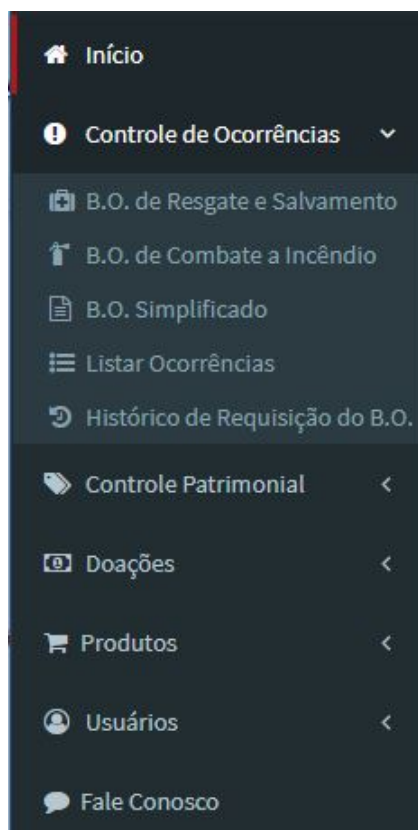 Início
Controle de Ocorrências
B.O. de Resgate e Salvamento
B.O. de Combate a Incêndio
B.O. Simplificado
Listar Ocorrências
Histórico de Requisição do B.O.
Controle Patrimonial
Doações
Produtos
Usuários
Fale Conosco